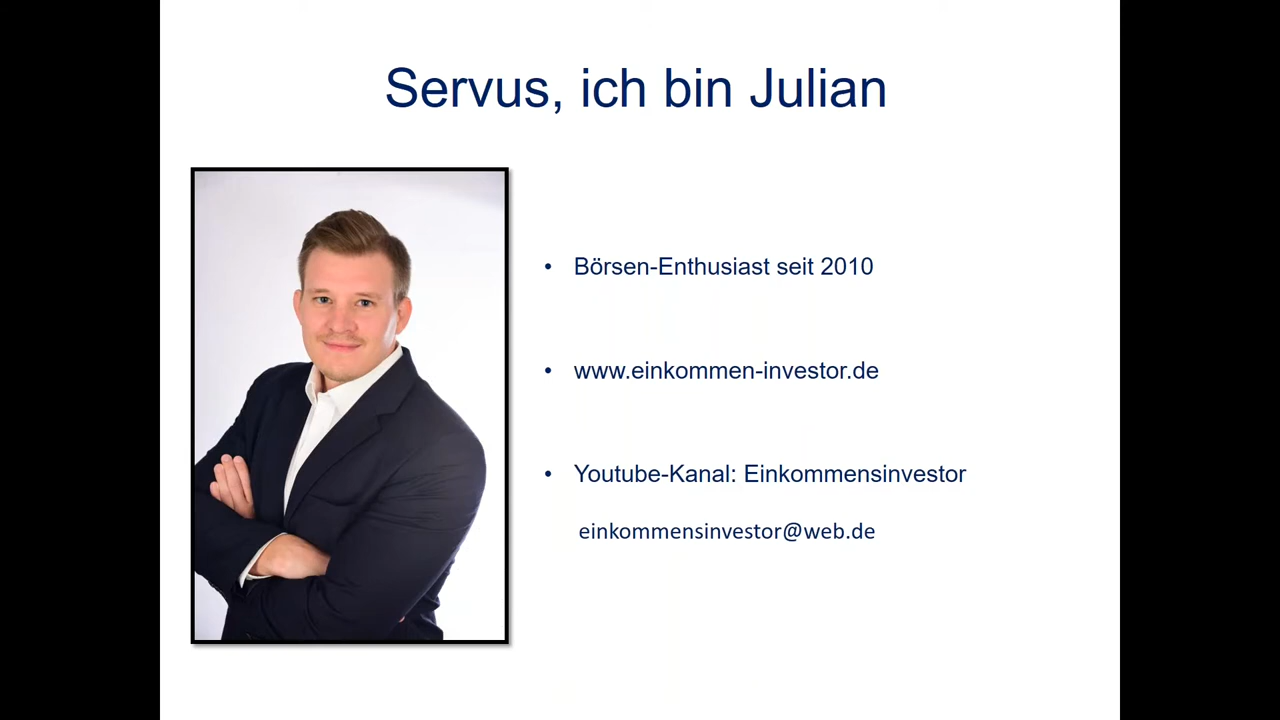 Servus, ich bin Julian
• Börsen-Enthusiast seit 2010
• www.einkommen-investor.de
• Youtube-Kanal: Einkommensinvestor
einkommensinvestor@web.de